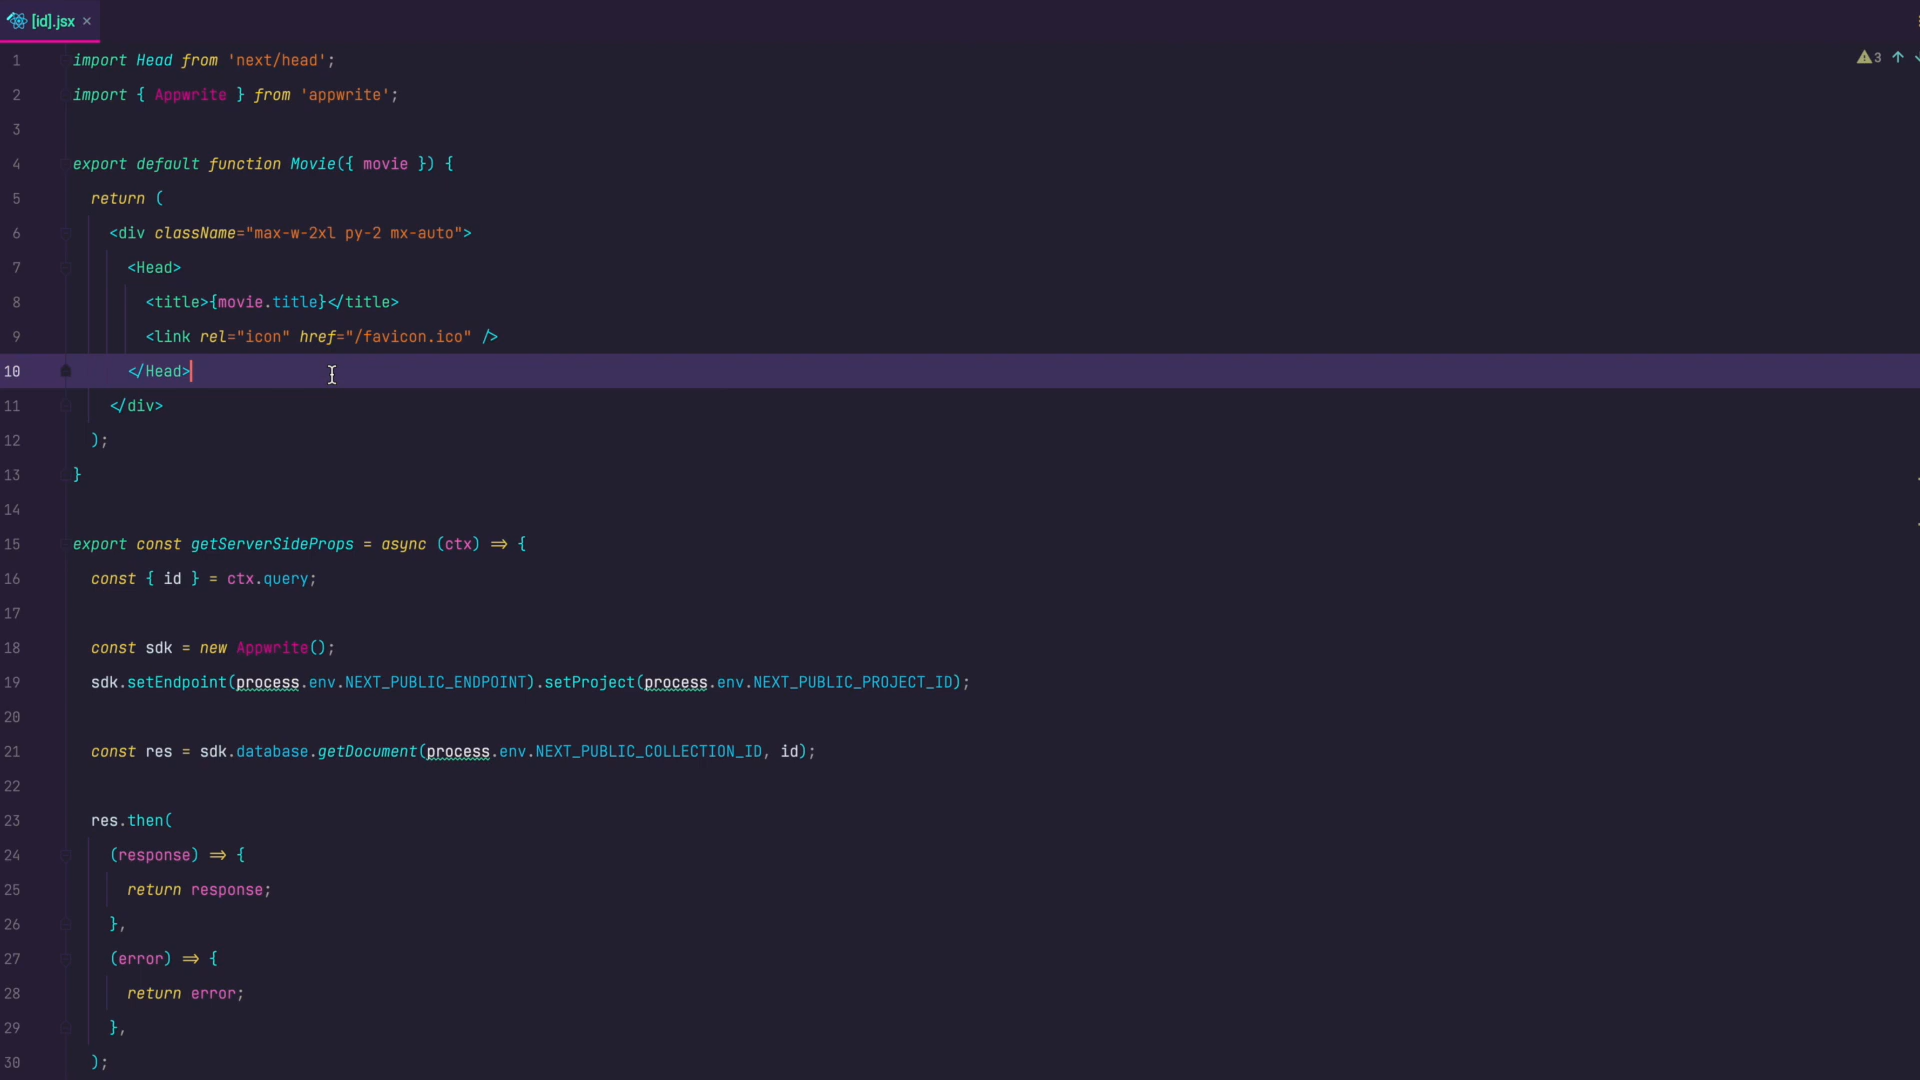 [id].jsx ×
1 import Head from 'next/head';
3
2 import { Appwrite } from 'appwrite';
3
4 export default function Movie({ movie }) {
5 return (
6 <div className="max-w-2xl py-2 mx-auto">
7 <Head>
8 <title>{movie.title}</title>
9 <link rel="icon" href="/favicon.ico" />
10 </Head>
11 </div>
12 );
13 }
14
15 export const getServerSideProps = async (ctx) => {
16 const { id } = ctx.query;
17
18 const sdk = new Appwrite();
19 sdk.setEndpoint(process.env.NEXT_PUBLIC_ENDPOINT).setProject(process.env.NEXT_PUBLIC_PROJECT_ID);
20
21 const res = sdk.database.getDocument(process.env.NEXT_PUBLIC_COLLECTION_ID, id);
22
23 res.then(
24 (response) => {
25 return response;
26 },
27 (error) => {
28 return error;
29 },
30 );